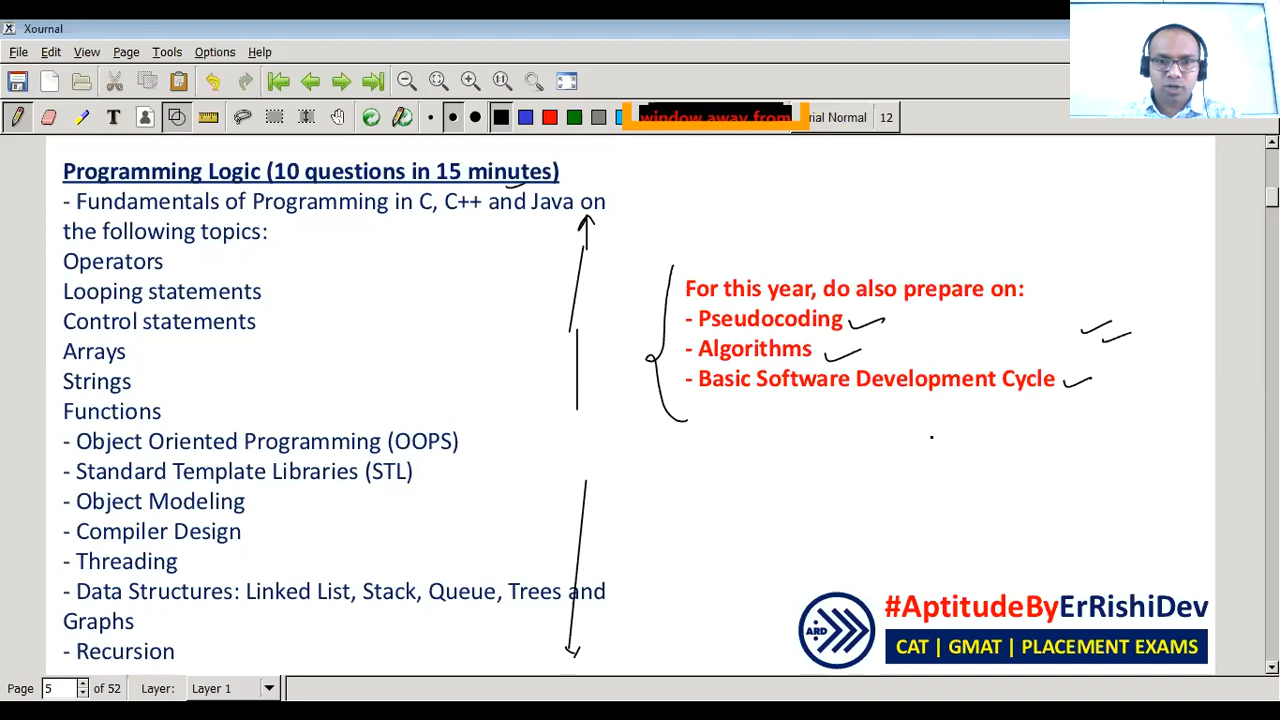 Xournal
File Edit View Page Tools Options Help
window away from
rial Normal 12
Programming Logic (10 questions in 15 minutes)
- Fundamentals of Programming in C, C++ and Java on
the following topics:
Operators
Looping statements
Control statements
Arrays
Strings
Functions
- Object Oriented Programming (OOPS)
- Standard Template Libraries (STL)
- Object Modeling
- Compiler Design
- Threading
- Data Structures: Linked List, Stack, Queue, Trees and
Graphs
- Recursion
For this year, do also prepare on:
- Pseudocoding
- Algorithms
- Basic Software Development Cycle
ARD
#AptitudeByErRishiDev
CAT | GMAT | PLACEMENT EXAMS
Page 5 of 52 Layer: Layer 1